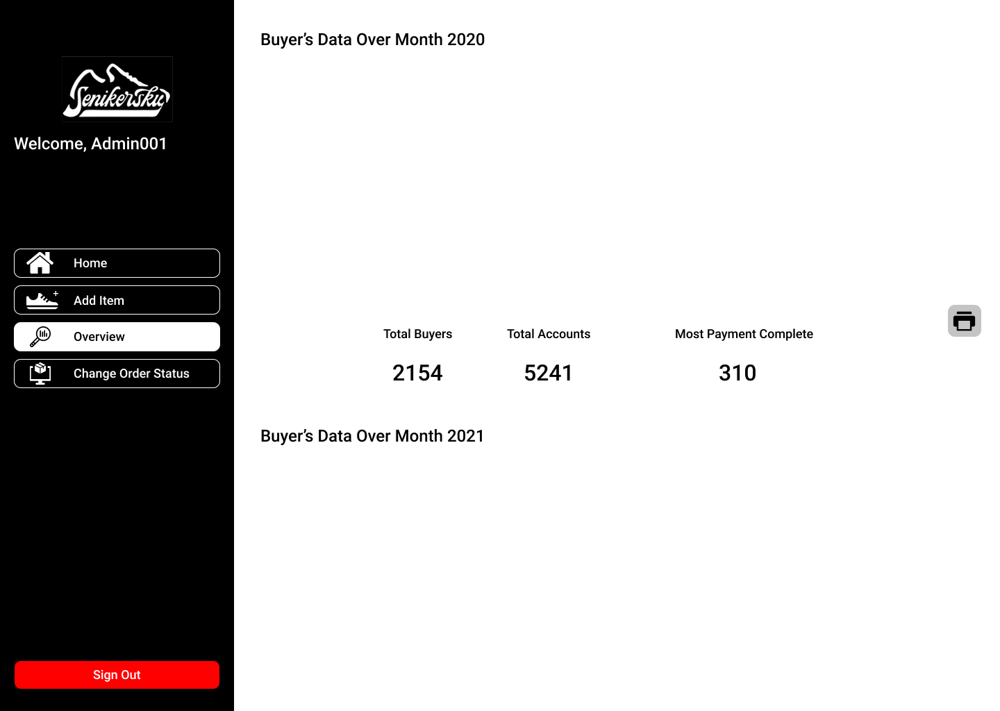 Senikersku
Welcome, Admin001
Home
Add Item
Overview
Change Order Status
Sign Out
Buyer’s Data Over Month 2020
Total Buyers
Total Accounts
Most Payment Complete
2154
5241
310
Buyer’s Data Over Month 2021